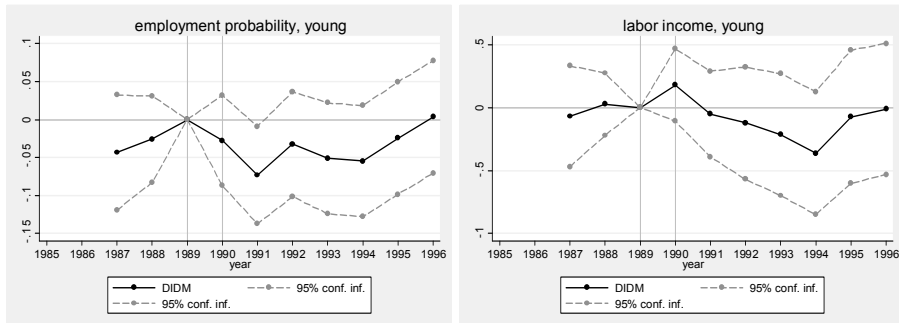 employment probability, young
.1
.05
0
-.05
-.1
-.15
1985 1986 1987 1988 1989 1990 1991 1992 1993 1994 1995 1996
year
DIDM
95% conf. inf.
95% conf. inf.
labor income, young
.5
0
-.5
-1
1985 1986 1987 1988 1989 1990 1991 1992 1993 1994 1995 1996
year
DIDM
95% conf. inf.
95% conf. inf.